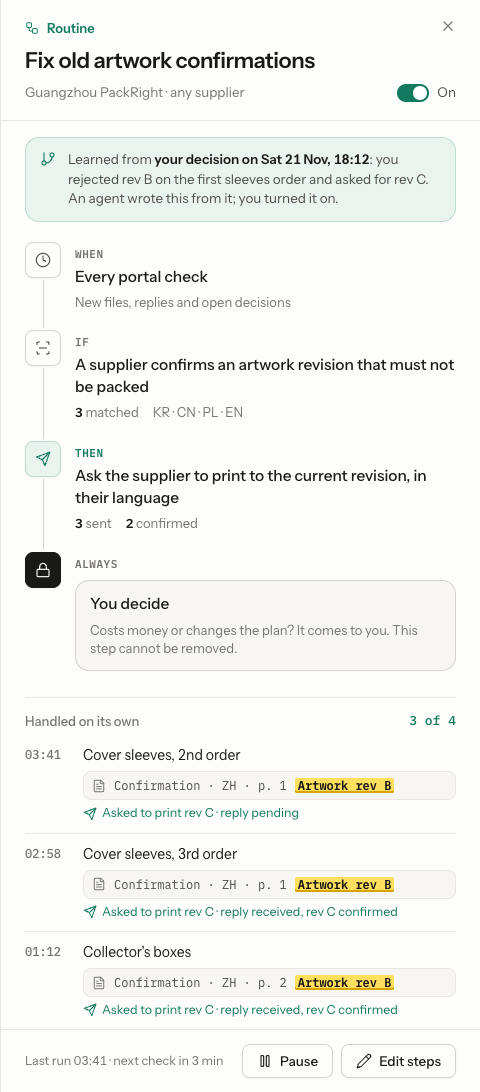 Routine
Fix old artwork confirmations
Guangzhou PackRight · any supplier
On
Learned from your decision on Sat 21 Nov, 18:12: you
rejected rev B on the first sleeves order and asked for rev C.
An agent wrote this from it; you turned it on.
WHEN
Every portal check
New files, replies and open decisions
IF
A supplier confirms an artwork revision that must not
be packed
3 matched KR · CN · PL · EN
THEN
Ask the supplier to print to the current revision, in
their language
3 sent 2 confirmed
ALWAYS
You decide
Costs money or changes the plan? It comes to you. This
step cannot be removed.
Handled on its own 3 of 4
03:41 Cover sleeves, 2nd order
Confirmation · ZH · p. 1 Artwork rev B
Asked to print rev C · reply pending
02:58 Cover sleeves, 3rd order
Confirmation · ZH · p. 1 Artwork rev B
Asked to print rev C · reply received, rev C confirmed
01:12 Collector's boxes
Confirmation · ZH · p. 2 Artwork rev B
Asked to print rev C · reply received, rev C confirmed
Last run 03:41 · next check in 3 min Pause Edit steps